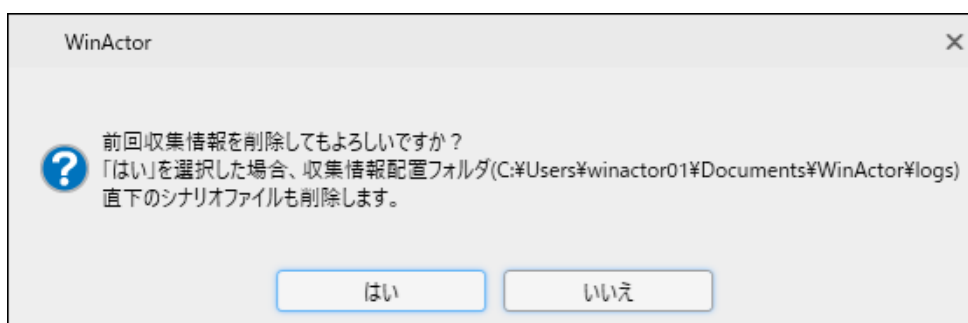 WinActor
前回収集情報を削除してもよろしいですか？
「はい」を選択した場合、収集情報配置フォルダ(C:¥Users¥winactor01¥Documents¥WinActor¥logs)
直下のシナリオファイルも削除します。
はい
いいえ